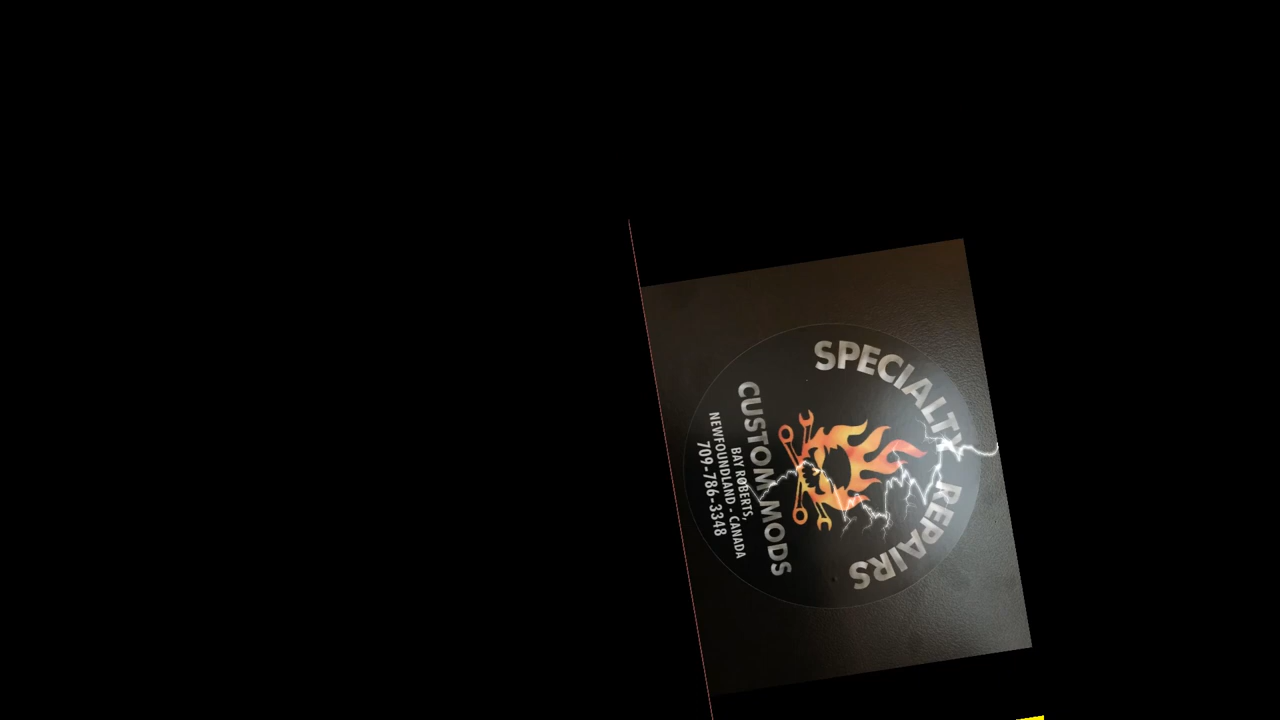 SPECIALTY REPAIRS
CUSTOM MODS
BAY ROBERTS,
NEWFOUNDLAND - CANADA
709-786-3348